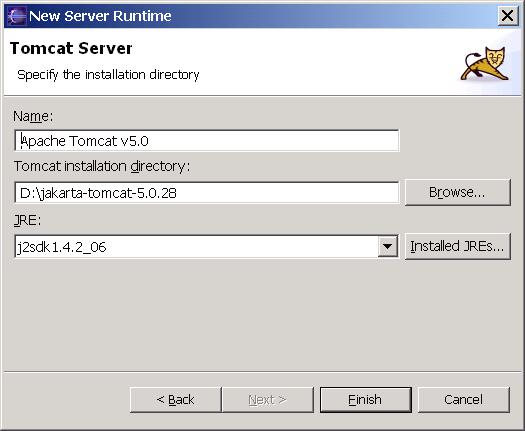 New Server Runtime
Tomcat Server
Specify the installation directory
Name:
Apache Tomcat v5.0
Tomcat installation directory:
D:\jakarta-tomcat-5.0.28
Browse...
JRE:
j2sdk1.4.2_06
Installed JREs...
< Back
Next >
Finish
Cancel